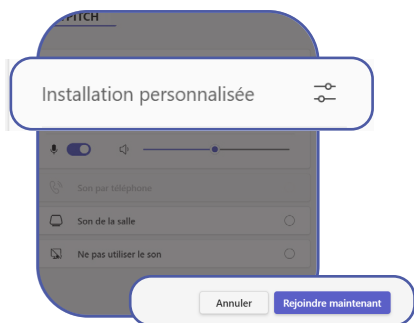 PITCH
Installation personnalisée
Son par téléphone
Son de la salle
Ne pas utiliser le son
Annuler Rejoindre maintenant